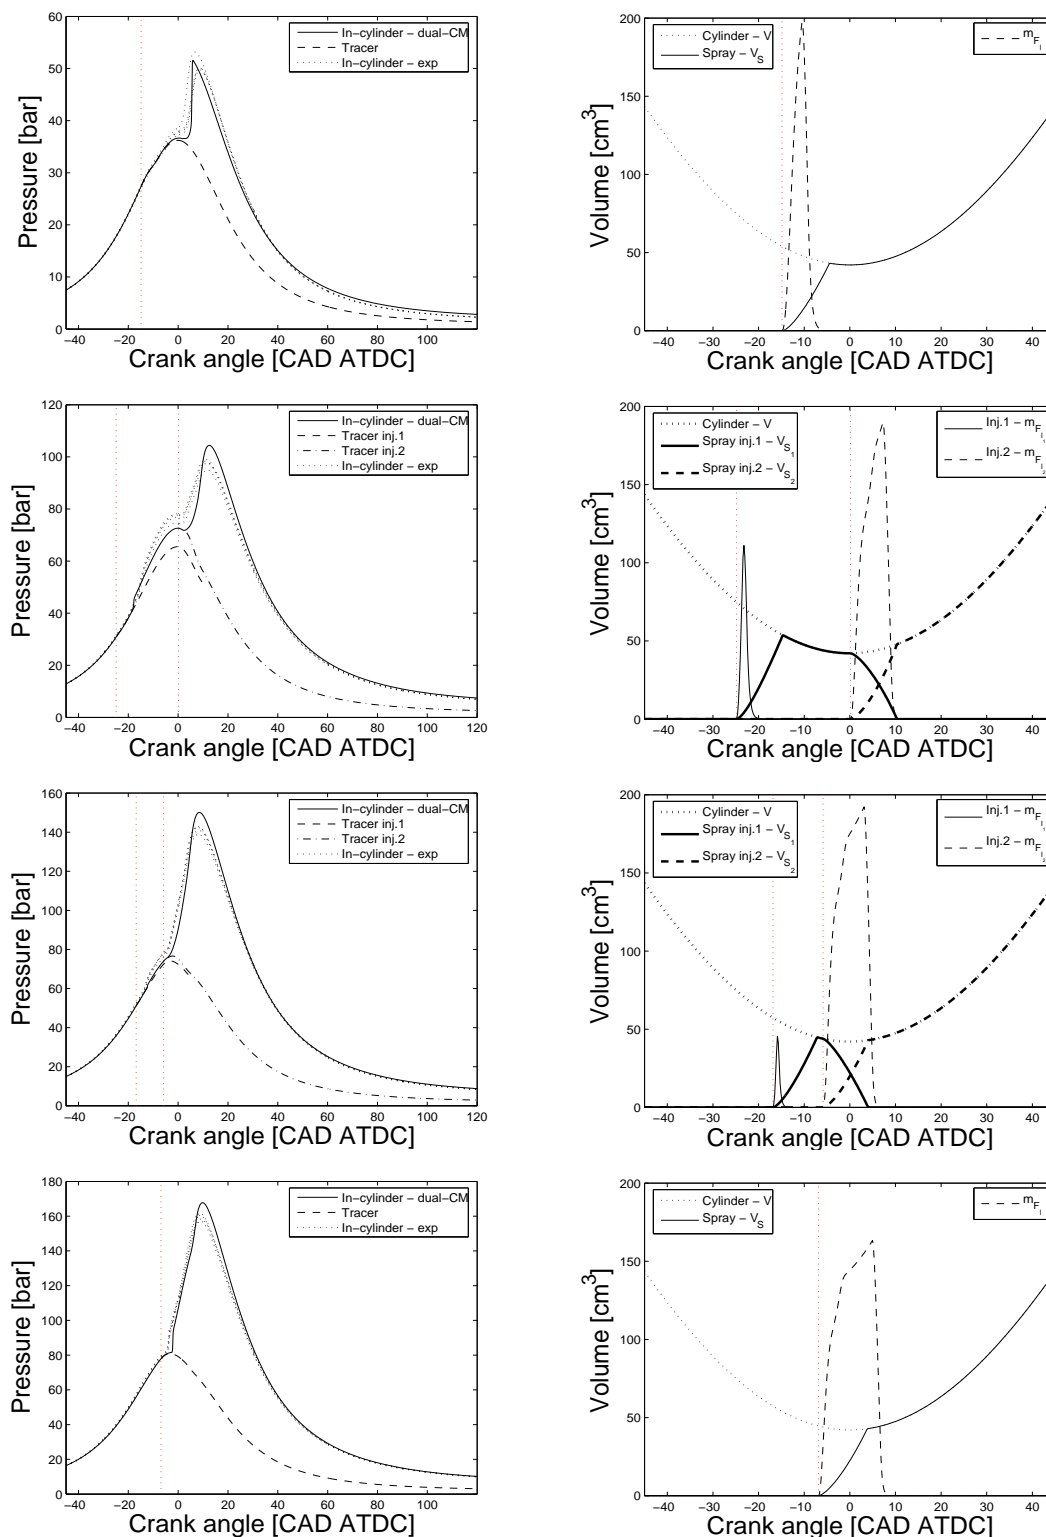 60
50
40
30
20
10
0
Pressure [bar]
In−cylinder − dual−CM
Tracer
In−cylinder − exp
−40 −20 0 20 40 60 80 100 120
Crank angle [CAD ATDC]
200
150
100
50
0
Volume [cm3]
Cylinder − V
Spray − VS
mFI
−40 −30 −20 −10 0 10 20 30 40
Crank angle [CAD ATDC]
120
100
80
60
40
20
0
Pressure [bar]
In−cylinder − dual−CM
Tracer inj.1
Tracer inj.2
In−cylinder − exp
−40 −20 0 20 40 60 80 100 120
Crank angle [CAD ATDC]
200
150
100
50
0
Volume [cm3]
Cylinder − V
Spray inj.1 − VS1
Spray inj.2 − VS2
Inj.1 − mFI1
Inj.2 − mFI2
−40 −30 −20 −10 0 10 20 30 40
Crank angle [CAD ATDC]
160
140
120
100
80
60
40
20
0
Pressure [bar]
In−cylinder − dual−CM
Tracer inj.1
Tracer inj.2
In−cylinder − exp
−40 −20 0 20 40 60 80 100 120
Crank angle [CAD ATDC]
200
150
100
50
0
Volume [cm3]
Cylinder − V
Spray inj.1 − VS1
Spray inj.2 − VS2
Inj.1 − mFI1
Inj.2 − mFI2
−40 −30 −20 −10 0 10 20 30 40
Crank angle [CAD ATDC]
180
160
140
120
100
80
60
40
20
0
Pressure [bar]
In−cylinder − dual−CM
Tracer
In−cylinder − exp
−40 −20 0 20 40 60 80 100 120
Crank angle [CAD ATDC]
200
150
100
50
0
Volume [cm3]
Cylinder − V
Spray − VS
mFI
−40 −30 −20 −10 0 10 20 30 40
Crank angle [CAD ATDC]